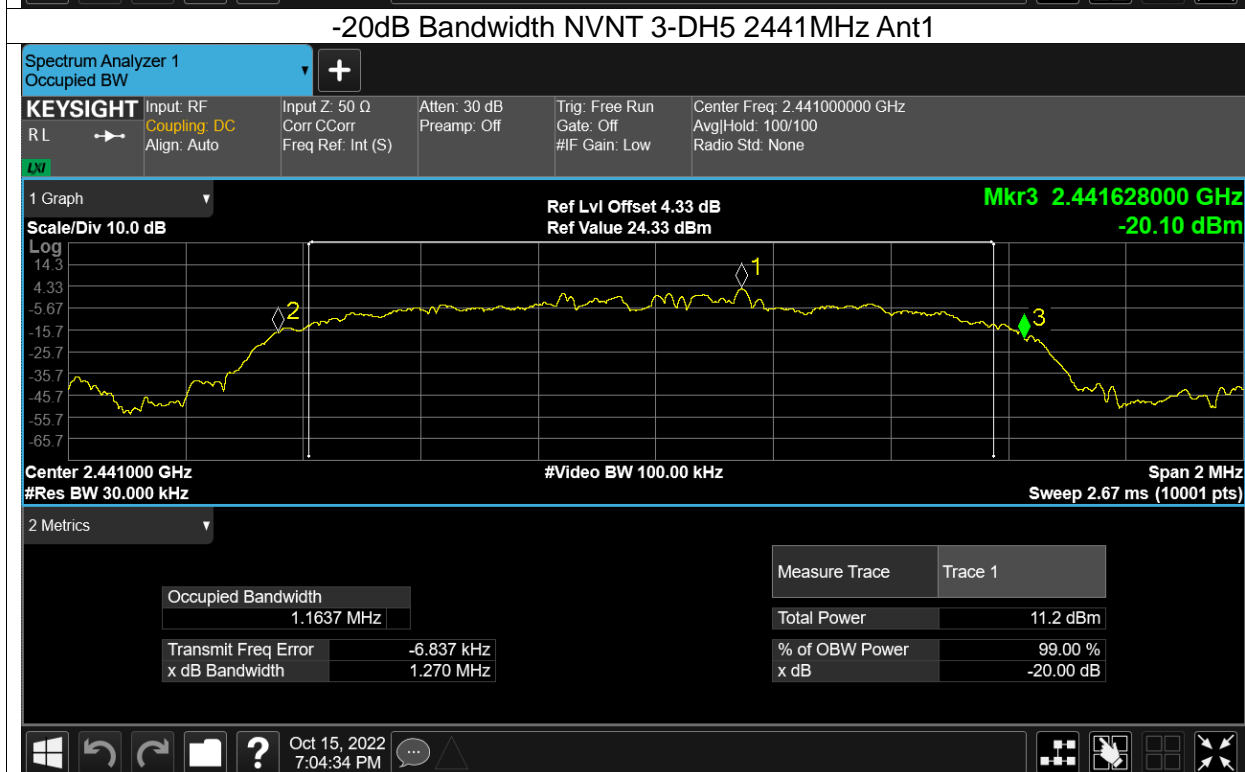 -20dB Bandwidth NVNT 3-DH5 2441MHz Ant1
Spectrum Analyzer 1
Occupied BW
KEYSIGHT Input: RF Input Z: 50 Ω Atten: 30 dB Trig: Free Run Center Freq: 2.441000000 GHz
R L Coupling: DC Corr CCorr Preamp: Off Gate: Off Avg|Hold: 100/100
Align: Auto Freq Ref: Int (S) #IF Gain: Low Radio Std: None
LXI
1 Graph Ref Lvl Offset 4.33 dB Mkr3 2.441628000 GHz
Scale/Div 10.0 dB Ref Value 24.33 dBm -20.10 dBm
Log
14.3
4.33
-5.67
-15.7
-25.7
-35.7
-45.7
-55.7
-65.7
1
2
3
Center 2.441000 GHz #Video BW 100.00 kHz Span 2 MHz
#Res BW 30.000 kHz Sweep 2.67 ms (10001 pts)
2 Metrics
Measure Trace Trace 1
Occupied Bandwidth
1.1637 MHz Total Power 11.2 dBm
Transmit Freq Error -6.837 kHz % of OBW Power 99.00 %
x dB Bandwidth 1.270 MHz x dB -20.00 dB
? Oct 15, 2022
7:04:34 PM